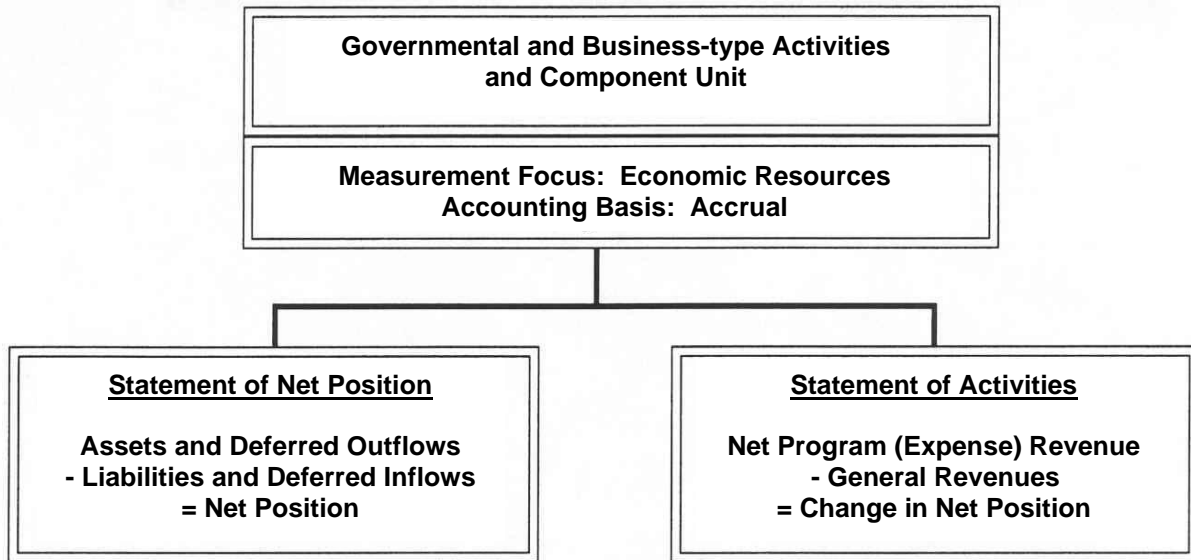 Governmental and Business-type Activities
and Component Unit
Measurement Focus:  Economic Resources
Accounting Basis:  Accrual
Statement of Net Position
Assets and Deferred Outflows
- Liabilities and Deferred Inflows
= Net Position
Statement of Activities
Net Program (Expense) Revenue
- General Revenues
= Change in Net Position